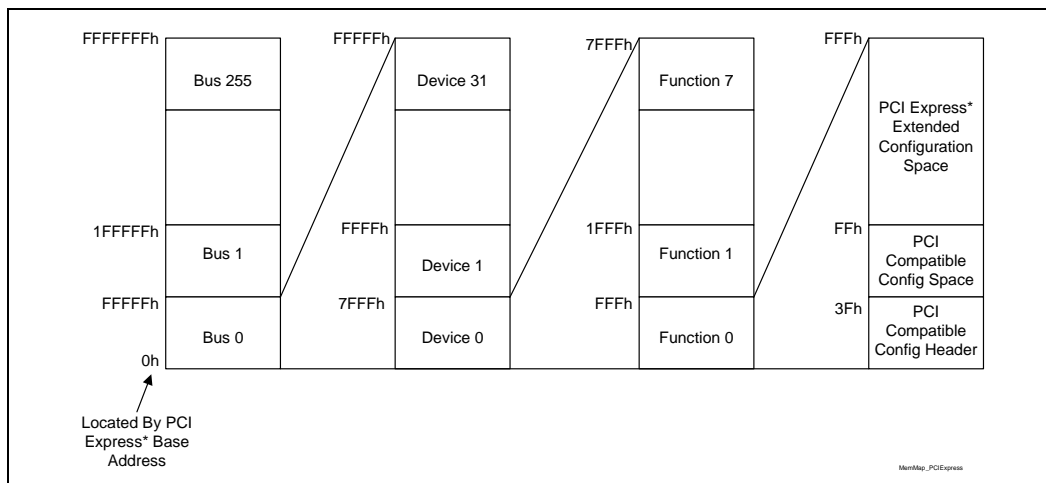 FFFFFFFh
FFFFFh
7FFFh
FFFh
Bus 255
Device 31
Function 7
PCI Express*
Extended
Configuration
Space
1FFFFFh
FFFFh
1FFFh
FFh
Bus 1
Device 1
Function 1
PCI
Compatible
Config Space
FFFFFh
7FFFh
FFFh
3Fh
Bus 0
Device 0
Function 0
PCI
Compatible
Config Header
0h
Located By PCI
Express* Base
Address
MemMap_PCIExpress